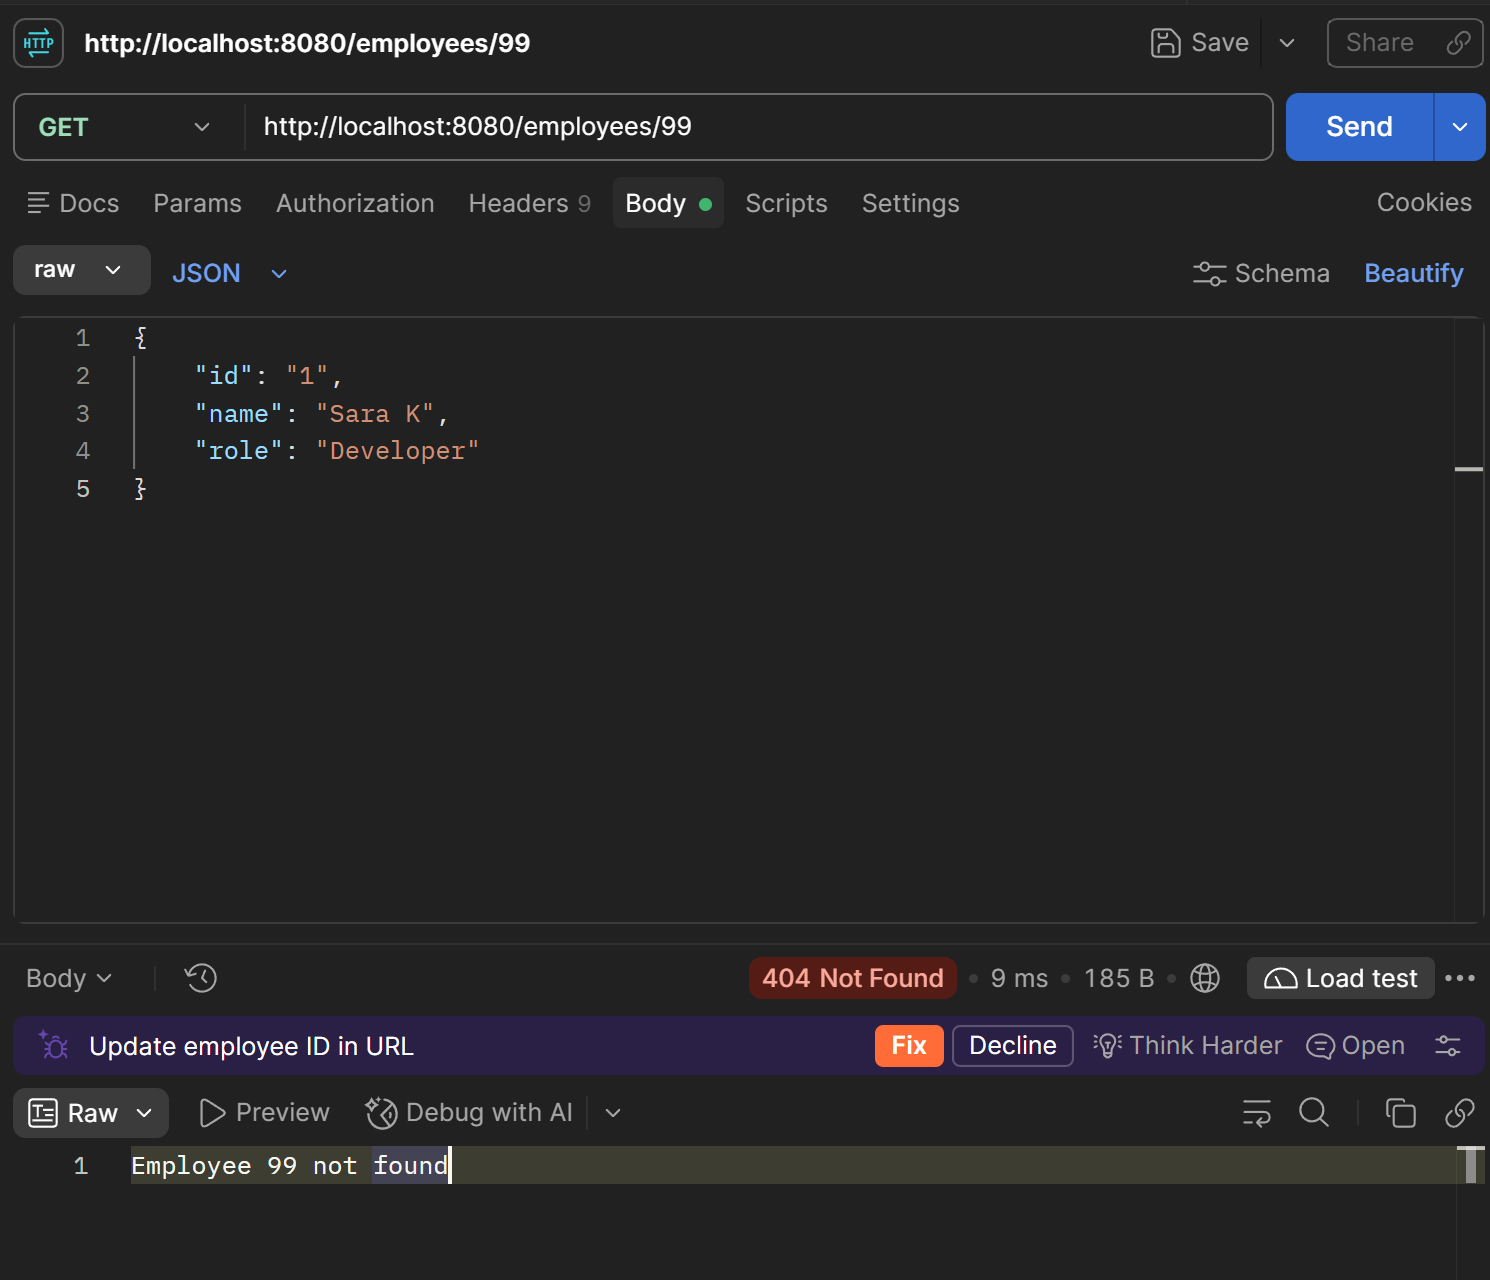 HTTP http://localhost:8080/employees/99 Save Share
GET http://localhost:8080/employees/99 Send
Docs Params Authorization Headers 9 Body Scripts Settings Cookies
raw JSON Schema Beautify
1 {
2 "id": "1",
3 "name": "Sara K",
4 "role": "Developer"
5 }
Body 404 Not Found • 9 ms • 185 B • Load test
Update employee ID in URL Fix Decline Think Harder Open
Raw Preview Debug with AI
1 Employee 99 not found